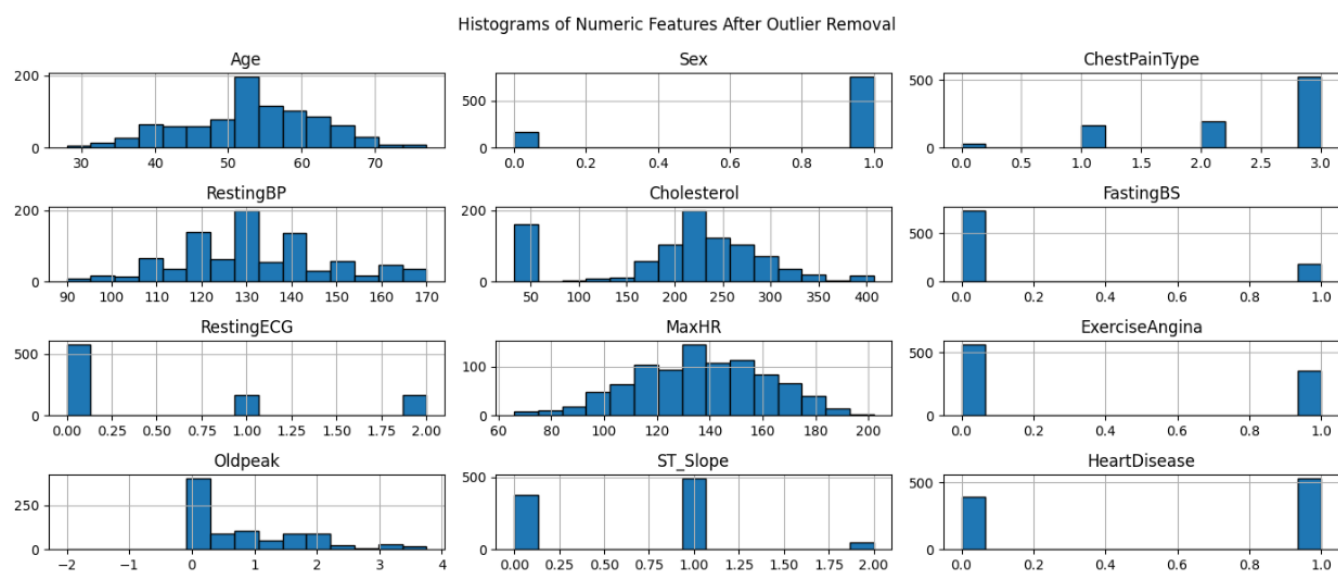 Histograms of Numeric Features After Outlier Removal
Age
200
100
0
30 40 50 60 70
Sex
500
0
0.0 0.2 0.4 0.6 0.8 1.0
ChestPainType
500
0
0.0 0.5 1.0 1.5 2.0 2.5 3.0
RestingBP
200
100
0
90 100 110 120 130 140 150 160 170
Cholesterol
200
100
0
50 100 150 200 250 300 350 400
FastingBS
500
0
0.0 0.2 0.4 0.6 0.8 1.0
RestingECG
500
0
0.00 0.25 0.50 0.75 1.00 1.25 1.50 1.75 2.00
MaxHR
100
0
60 80 100 120 140 160 180 200
ExerciseAngina
500
0
0.0 0.2 0.4 0.6 0.8 1.0
Oldpeak
250
0
−2 −1 0 1 2 3 4
ST_Slope
500
0
0.00 0.25 0.50 0.75 1.00 1.25 1.50 1.75 2.00
HeartDisease
500
0
0.0 0.2 0.4 0.6 0.8 1.0